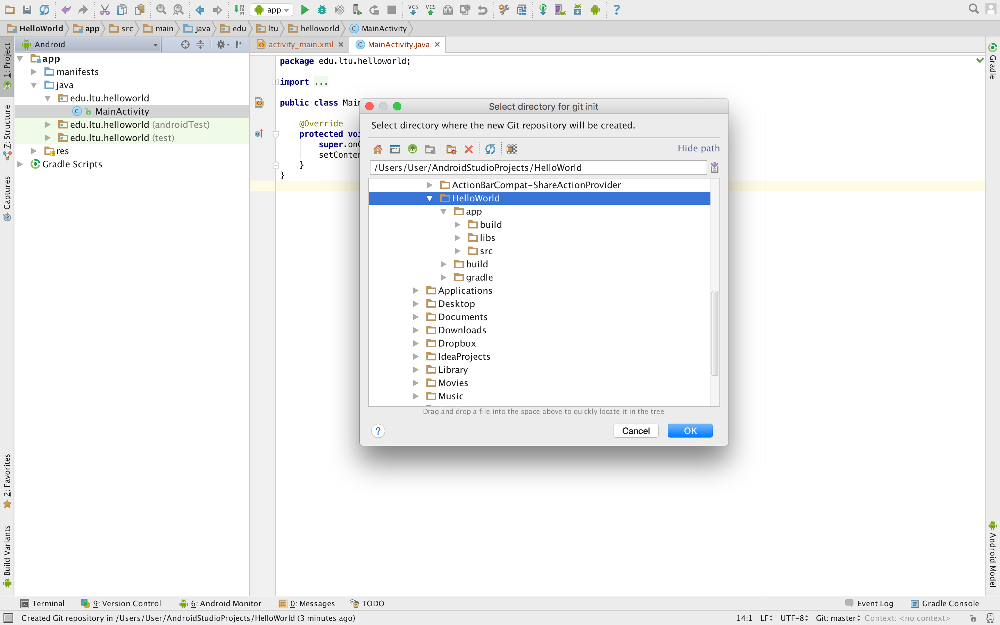 app
VCS
VCS
HelloWorld
app
src
main
java
edu
ltu
helloworld
MainActivity
Android
activity_main.xml
MainActivity.java
1: Project
7: Structure
Captures
2: Favorites
Build Variants
app
manifests
java
edu.ltu.helloworld
MainActivity
edu.ltu.helloworld (androidTest)
edu.ltu.helloworld (test)
res
Gradle Scripts
package edu.ltu.helloworld;
import ...
public class Mai
@Override
protected voi
super.on
setConte
}
}
Select directory for git init
Select directory where the new Git repository will be created.
Hide path
/Users/User/AndroidStudioProjects/HelloWorld
ActionBarCompat-ShareActionProvider
HelloWorld
app
build
libs
src
build
gradle
Applications
Desktop
Documents
Downloads
Dropbox
IdeaProjects
Library
Movies
Music
Drag and drop a file into the space above to quickly locate it in the tree
?
Cancel
OK
Gradle
Android Model
Terminal
9: Version Control
6: Android Monitor
0: Messages
TODO
Event Log
Gradle Console
Created Git repository in /Users/User/AndroidStudioProjects/HelloWorld (3 minutes ago)
14:1
LF
UTF-8
Git: master
Context: <no context>